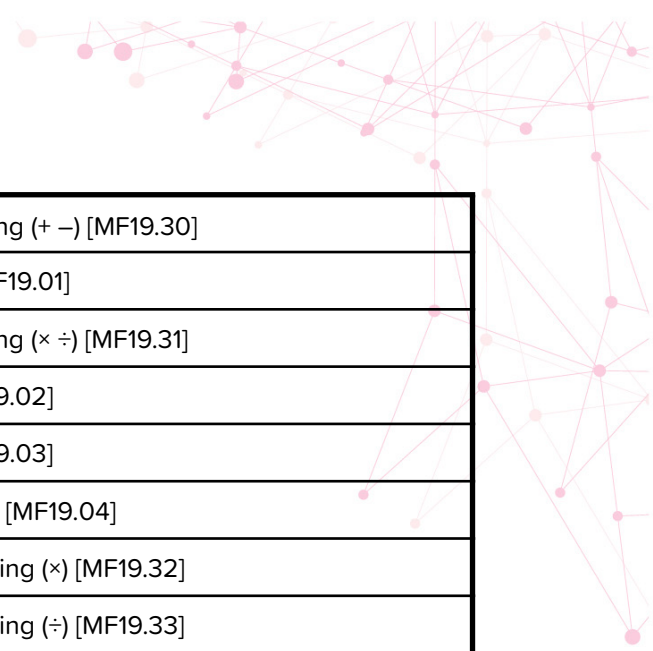 ng (+ –) [MF19.30]
F19.01]
ng (× ÷) [MF19.31]
9.02]
9.03]
[MF19.04]
ing (×) [MF19.32]
ing (÷) [MF19.33]